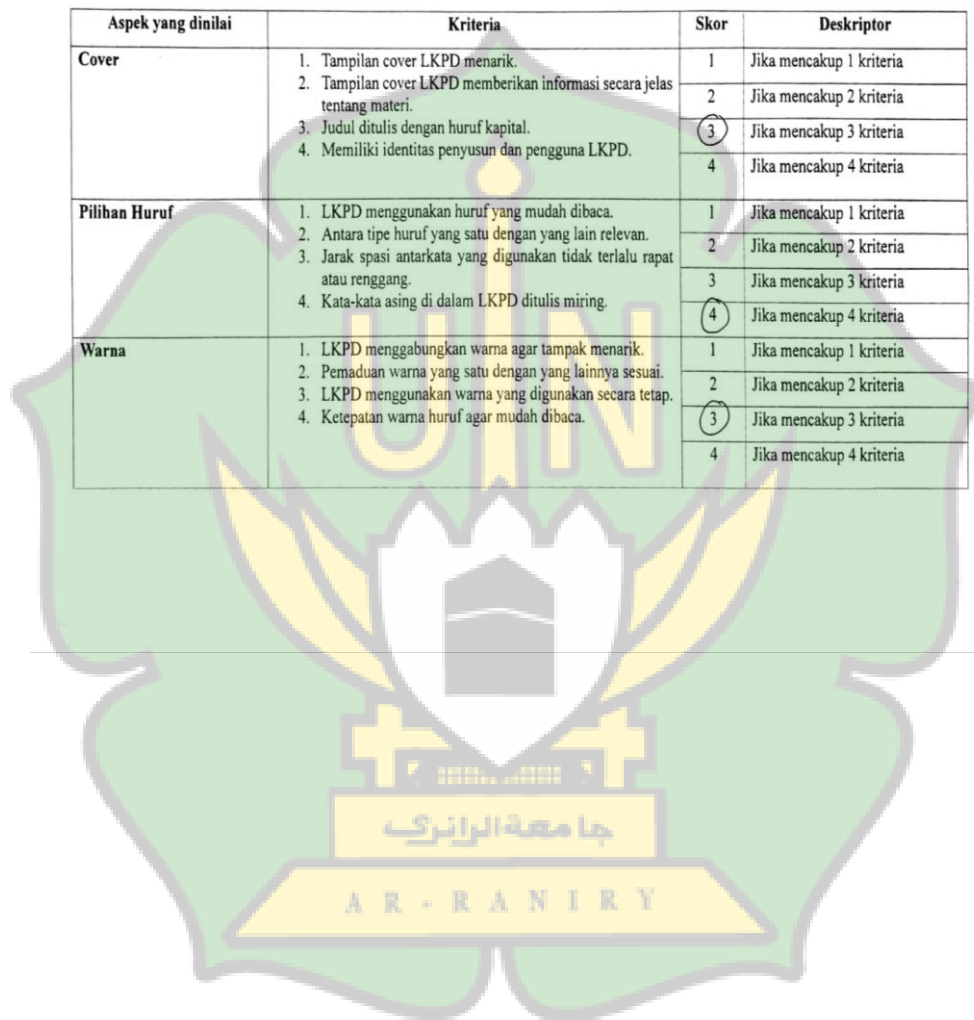 Aspek yang dinilai Kriteria Skor Deskriptor
Cover
1. Tampilan cover LKPD menarik.
2. Tampilan cover LKPD memberikan informasi secara jelas
tentang materi.
3. Judul ditulis dengan huruf kapital.
4. Memiliki identitas penyusun dan pengguna LKPD.
1 Jika mencakup 1 kriteria
2 Jika mencakup 2 kriteria
3 Jika mencakup 3 kriteria
4 Jika mencakup 4 kriteria
Pilihan Huruf
1. LKPD menggunakan huruf yang mudah dibaca.
2. Antara tipe huruf yang satu dengan yang lain relevan.
3. Jarak spasi antarkata yang digunakan tidak terlalu rapat
atau renggang.
4. Kata-kata asing di dalam LKPD ditulis miring.
1 Jika mencakup 1 kriteria
2 Jika mencakup 2 kriteria
3 Jika mencakup 3 kriteria
4 Jika mencakup 4 kriteria
Warna
1. LKPD menggabungkan warna agar tampak menarik.
2. Pemaduan warna yang satu dengan yang lainnya sesuai.
3. LKPD menggunakan warna yang digunakan secara tetap.
4. Ketepatan warna huruf agar mudah dibaca.
1 Jika mencakup 1 kriteria
2 Jika mencakup 2 kriteria
3 Jika mencakup 3 kriteria
4 Jika mencakup 4 kriteria
UIN
جامعة الرانري
AR-RANIRY